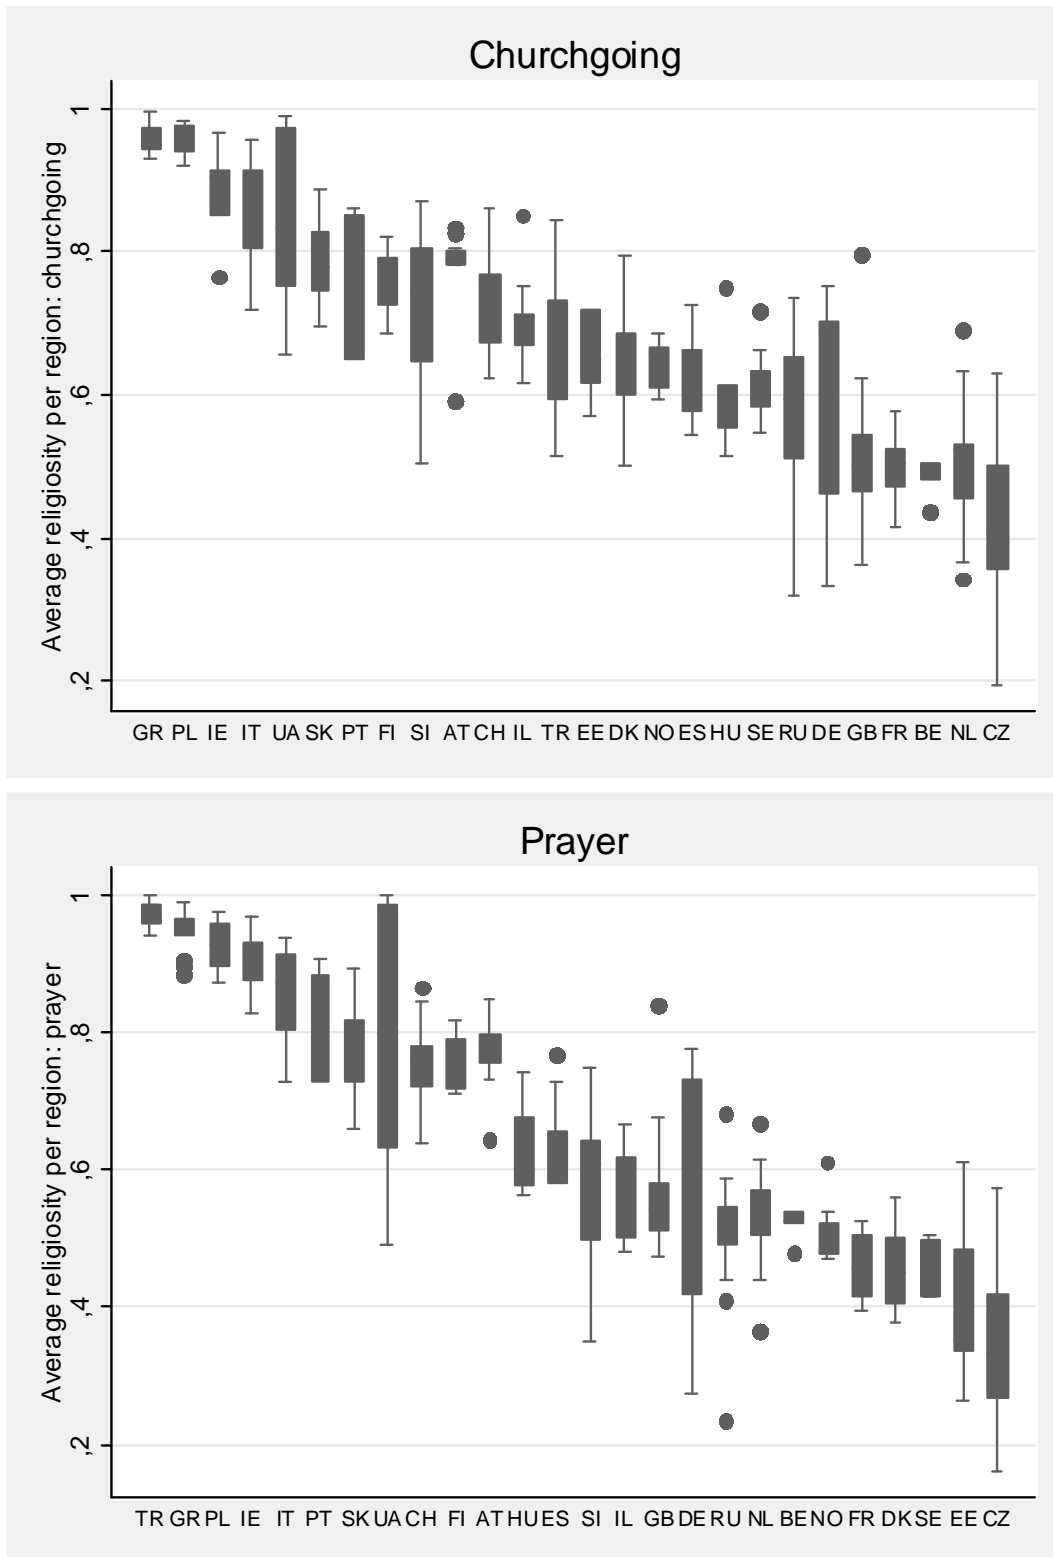 Churchgoing
Average religiosity per region: churchgoing
1
,8
,6
,4
,2
GR PL IE IT UA SK PT FI SI AT CH IL TR EE DK NO ES HU SE RU DE GB FR BE NL CZ
Prayer
Average religiosity per region: prayer
1
,8
,6
,4
,2
TR GR PL IE IT PT SK UA CH FI AT HU ES SI IL GB DE RU NL BE NO FR DK SE EE CZ